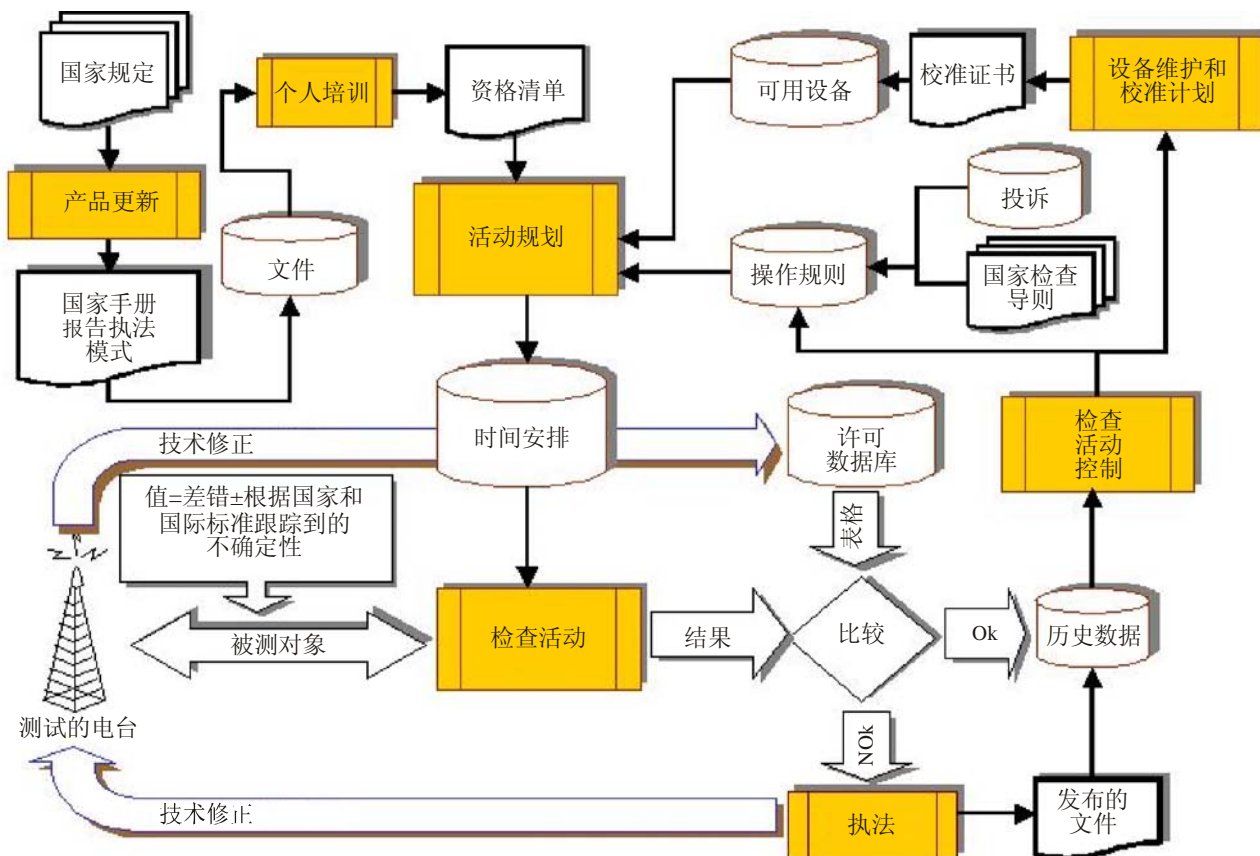 国家规定
个人培训
资格清单
可用设备
校准证书
设备维护和
校准计划
产品更新
文件
活动规划
操作规则
投诉
国家检查
导则
国家手册
报告执法
模式
技术修正
时间安排
许可
数据库
检查
活动
控制
值=差错±根据国家和
国际标准跟踪到的
不确定性
表格
被测对象
检查活动
结果
比较
Ok
历史数据
测试的电台
NOk
技术修正
执法
发布的
文件